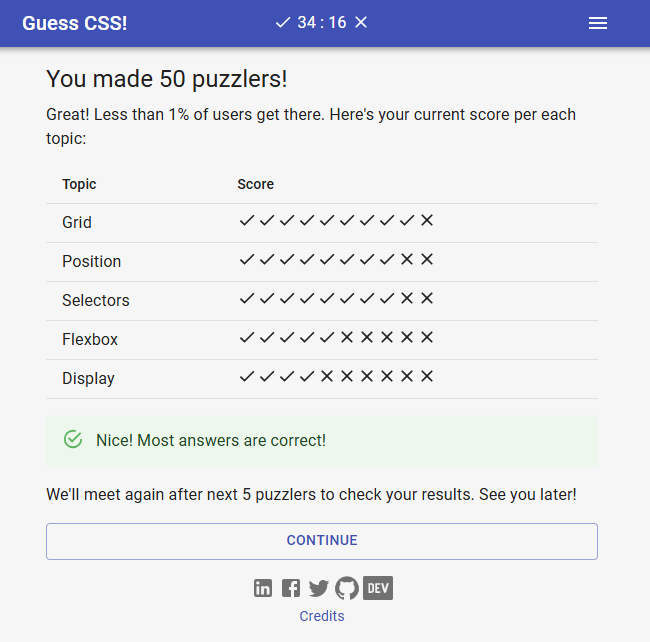 Guess CSS!
✓ 34 : 16 ✕
You made 50 puzzlers!
Great! Less than 1% of users get there. Here's your current score per each
topic:
Topic Score
Grid ✓ ✓ ✓ ✓ ✓ ✓ ✓ ✓ ✓ ✕
Position ✓ ✓ ✓ ✓ ✓ ✓ ✓ ✓ ✕ ✕
Selectors ✓ ✓ ✓ ✓ ✓ ✓ ✓ ✓ ✕ ✕
Flexbox ✓ ✓ ✓ ✓ ✓ ✕ ✕ ✕ ✕ ✕
Display ✓ ✓ ✓ ✓ ✕ ✕ ✕ ✕ ✕ ✕
Nice! Most answers are correct!
We'll meet again after next 5 puzzlers to check your results. See you later!
CONTINUE
DEV
Credits